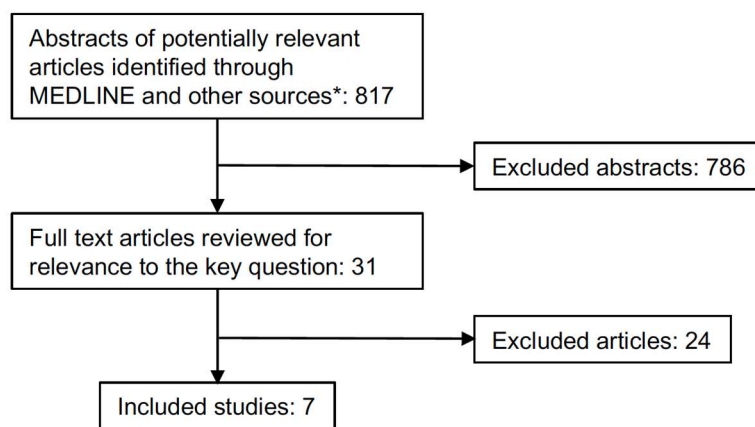 Abstracts of potentially relevant
articles identified through
MEDLINE and other sources*: 817
Excluded abstracts: 786
Full text articles reviewed for
relevance to the key question: 31
Excluded articles: 24
Included studies: 7